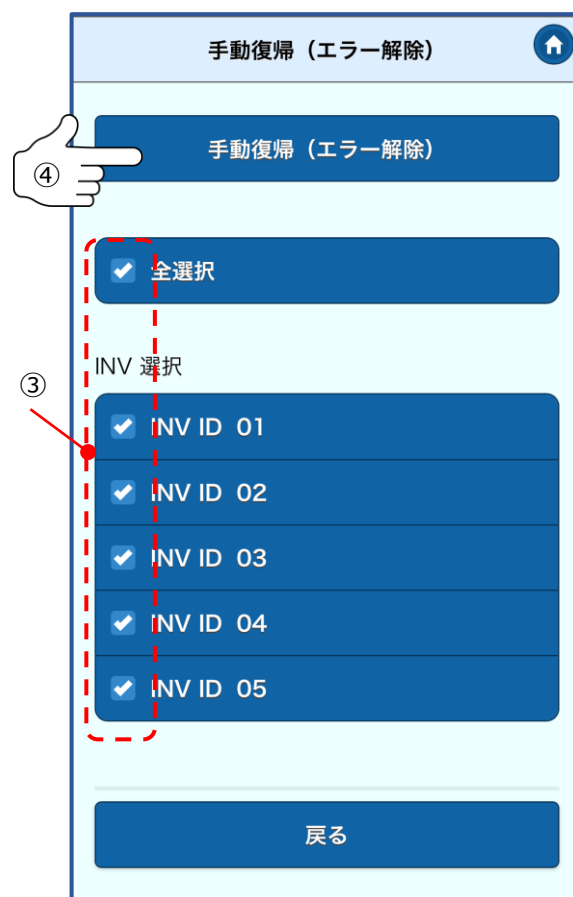 手動復帰（エラー解除）
手動復帰（エラー解除）
④
全選択
INV 選択
③
INV ID 01
INV ID 02
INV ID 03
INV ID 04
INV ID 05
戻る